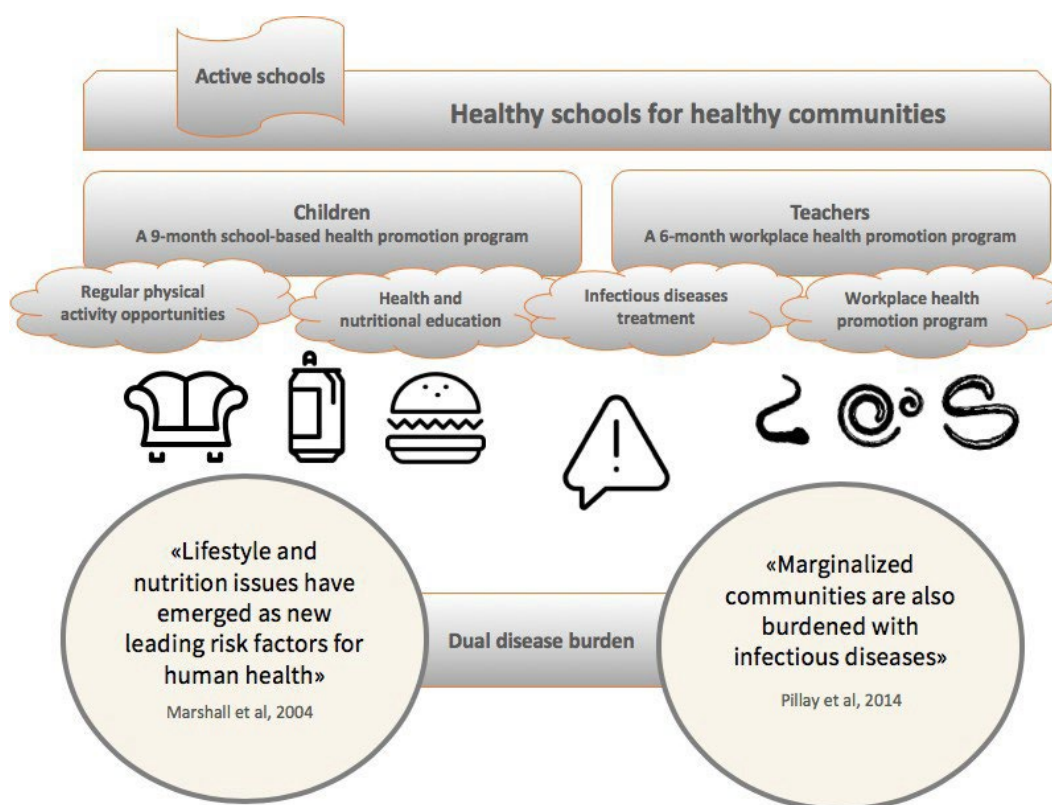 Active schools
Healthy schools for healthy communities
Children
A 9-month school-based health promotion program
Teachers
A 6-month workplace health promotion program
Regular physical
activity opportunities
Health and
nutritional education
Infectious diseases
treatment
Workplace health
promotion program
«Lifestyle and
nutrition issues have
emerged as new
leading risk factors for
human health»
Marshall et al, 2004
Dual disease burden
«Marginalized
communities are also
burdened with
infectious diseases»
Pillay et al, 2014